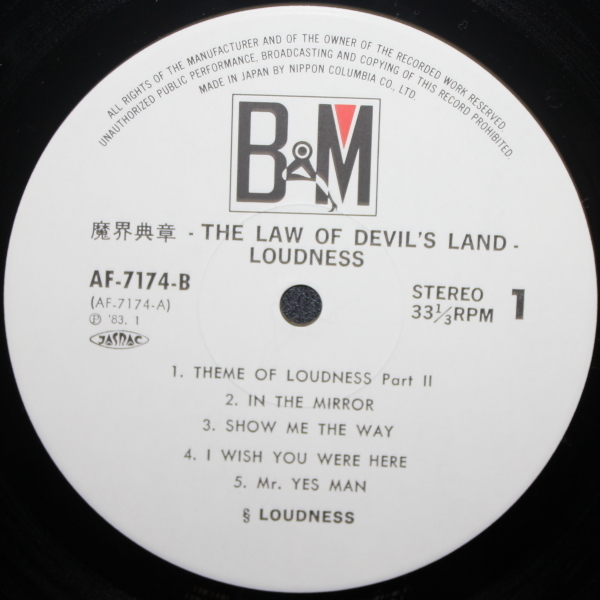 ALL RIGHTS OF THE MANUFACTURER AND OF THE OWNER OF THE RECORDED WORK RESERVED.
UNAUTHORIZED PUBLIC PERFORMANCE, BROADCASTING AND COPYING OF THIS RECORD PROHIBITED.
MADE IN JAPAN BY NIPPON COLUMBIA CO., LTD.
B&M
魔界典章 - THE LAW OF DEVIL'S LAND -
LOUDNESS
AF-7174-B
(AF-7174-A)
℗ '83. 1
JASRAC
STEREO
33 1/3 RPM
1
1. THEME OF LOUDNESS Part II
2. IN THE MIRROR
3. SHOW ME THE WAY
4. I WISH YOU WERE HERE
5. Mr. YES MAN
§ LOUDNESS